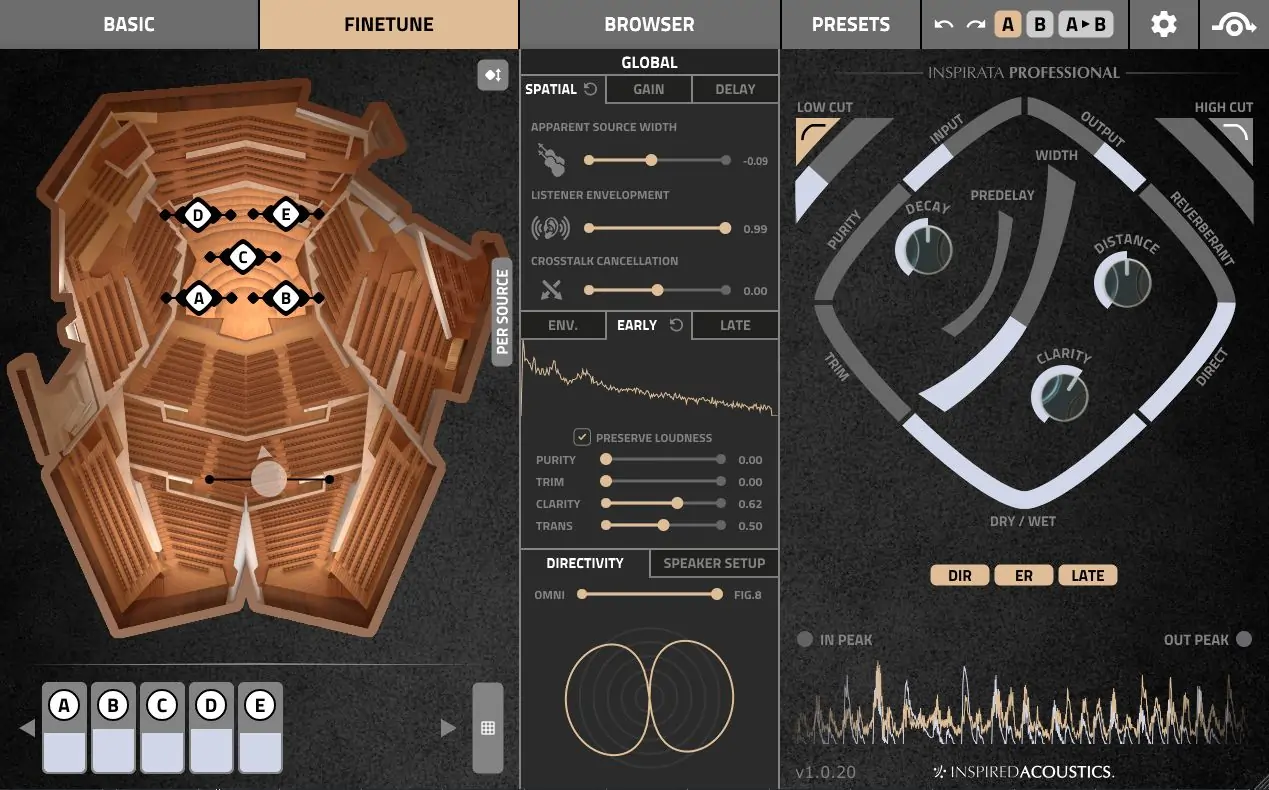 BASIC
FINETUNE
BROWSER
PRESETS
A
B
A ▸ B
GLOBAL
SPATIAL
GAIN
DELAY
APPARENT SOURCE WIDTH
-0.09
LISTENER ENVELOPMENT
0.99
CROSSTALK CANCELLATION
0.00
D
E
C
A
B
PER SOURCE
ENV.
EARLY
LATE
PRESERVE LOUDNESS
PURITY
0.00
TRIM
0.00
CLARITY
0.62
TRANS
0.50
DIRECTIVITY
SPEAKER SETUP
OMNI
FIG.8
A
B
C
D
E
INSPIRATA PROFESSIONAL
LOW CUT
HIGH CUT
INPUT
OUTPUT
WIDTH
PREDELAY
DECAY
PURITY
REVERBERANT
DISTANCE
TRIM
CLARITY
DIRECT
DRY / WET
DIR
ER
LATE
IN PEAK
OUT PEAK
v1.0.20
INSPIREDACOUSTICS.